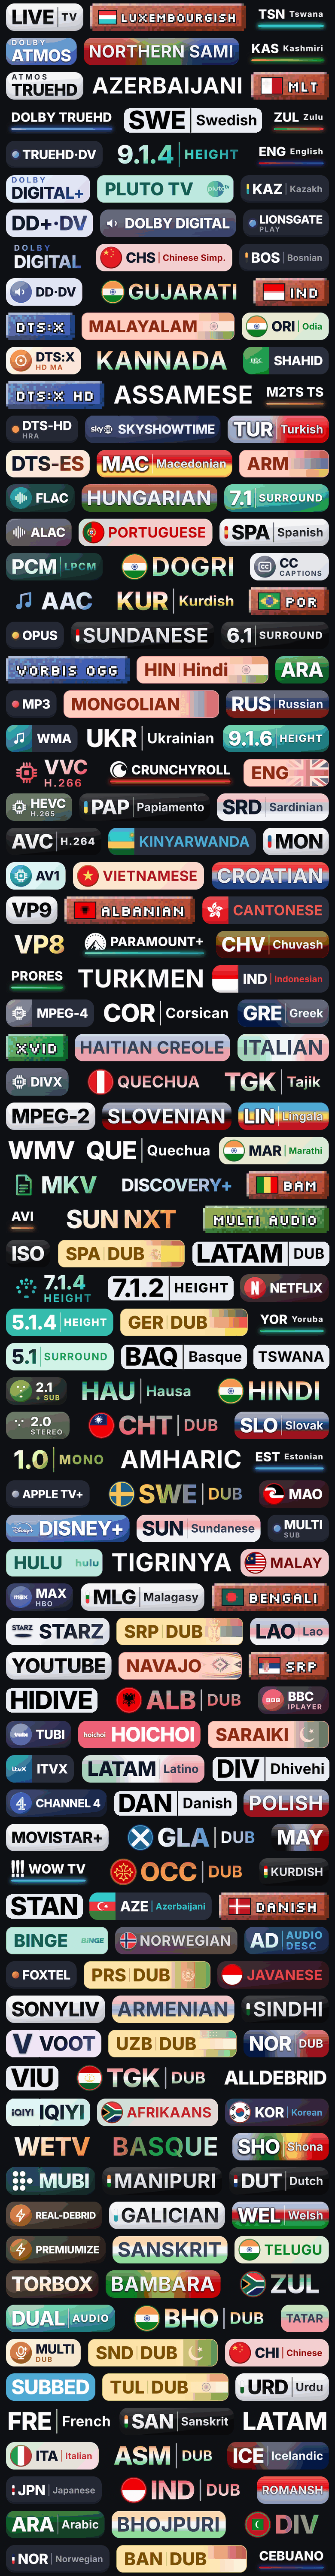 LIVE TV LUXEMBOURGISH TSN Tswana
DOLBY ATMOS NORTHERN SAMI KAS Kashmiri
ATMOS TRUEHD AZERBAIJANI MLT
DOLBY TRUEHD SWE Swedish ZUL Zulu
TRUEHD·DV 9.1.4 HEIGHT ENG English
DOLBY DIGITAL+ PLUTO TV pluto tv KAZ Kazakh
DD+·DV DOLBY DIGITAL LIONSGATE PLAY
DOLBY DIGITAL CHS Chinese Simp. BOS Bosnian
DD·DV GUJARATI IND
DTS:X MALAYALAM ORI Odia
DTS:X HD MA KANNADA SHAHID
DTS:X HD ASSAMESE M2TS TS
DTS-HD HRA sky SKYSHOWTIME TUR Turkish
DTS-ES MAC Macedonian ARM
FLAC HUNGARIAN 7.1 SURROUND
ALAC PORTUGUESE SPA Spanish
PCM LPCM DOGRI CC CC CAPTIONS
AAC KUR Kurdish POR
OPUS SUNDANESE 6.1 SURROUND
VORBIS OGG HIN Hindi ARA
MP3 MONGOLIAN RUS Russian
WMA UKR Ukrainian 9.1.6 HEIGHT
VVC H.266 CRUNCHYROLL ENG
HEVC H.265 PAP Papiamento SRD Sardinian
AVC H.264 KINYARWANDA MON
AV1 VIETNAMESE CROATIAN
VP9 ALBANIAN CANTONESE
VP8 PARAMOUNT+ CHV Chuvash
PRORES TURKMEN IND Indonesian
MPEG-4 COR Corsican GRE Greek
XVID HAITIAN CREOLE ITALIAN
DIVX QUECHUA TGK Tajik
MPEG-2 SLOVENIAN LIN Lingala
WMV QUE Quechua MAR Marathi
MKV DISCOVERY+ BAM
AVI SUN NXT MULTI AUDIO
ISO SPA DUB LATAM DUB
7.1.4 HEIGHT 7.1.2 HEIGHT N NETFLIX
5.1.4 HEIGHT GER DUB YOR Yoruba
5.1 SURROUND BAQ Basque TSWANA
2.1 + SUB HAU Hausa HINDI
2.0 STEREO CHT DUB SLO Slovak
1.0 MONO AMHARIC EST Estonian
APPLE TV+ SWE DUB MAO
Disney+ DISNEY+ SUN Sundanese MULTI SUB
HULU hulu TIGRINYA MALAY
max MAX HBO MLG Malagasy BENGALI
STARZ STARZ SRP DUB LAO Lao
YOUTUBE NAVAJO SRP
HIDIVE ALB DUB BBC BBC IPLAYER
tubi TUBI hoichoi HOICHOI SARAIKI
itvX ITVX LATAM Latino DIV Dhivehi
4 CHANNEL 4 DAN Danish POLISH
MOVISTAR+ GLA DUB MAY
WOW TV OCC DUB KURDISH
STAN AZE Azerbaijani DANISH
BINGE BINGE NORWEGIAN AD AUDIO DESC
FOXTEL PRS DUB JAVANESE
SONYLIV ARMENIAN SINDHI
V VOOT UZB DUB NOR DUB
VIU TGK DUB ALLDEBRID
iQIYI IQIYI AFRIKAANS KOR Korean
WETV BASQUE SHO Shona
MUBI MANIPURI DUT Dutch
REAL-DEBRID GALICIAN WEL Welsh
PREMIUMIZE SANSKRIT TELUGU
TORBOX BAMBARA ZUL
DUAL AUDIO BHO DUB TATAR
MULTI DUB SND DUB CHI Chinese
SUBBED TUL DUB URD Urdu
FRE French SAN Sanskrit LATAM
ITA Italian ASM DUB ICE Icelandic
JPN Japanese IND DUB ROMANSH
ARA Arabic BHOJPURI DIV
NOR Norwegian BAN DUB CEBUANO